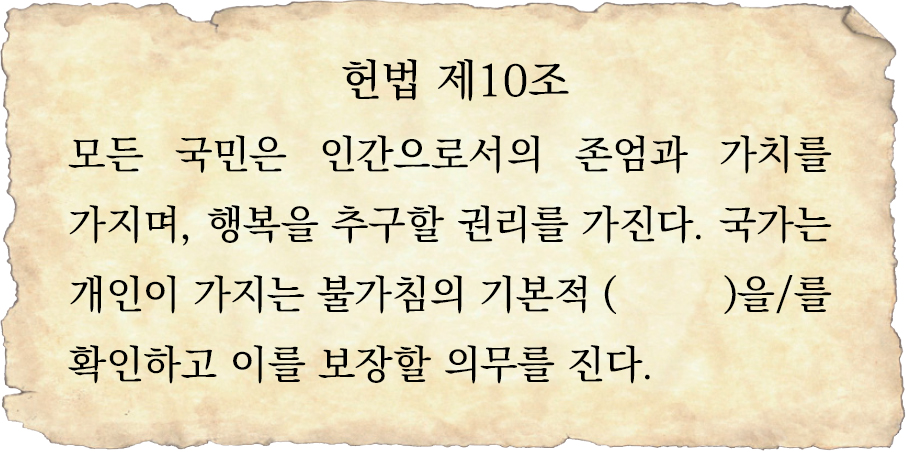 헌법 제10조
모든 국민은 인간으로서의 존엄과 가치를
가지며, 행복을 추구할 권리를 가진다. 국가는
개인이 가지는 불가침의 기본적 (        )을/를
확인하고 이를 보장할 의무를 진다.